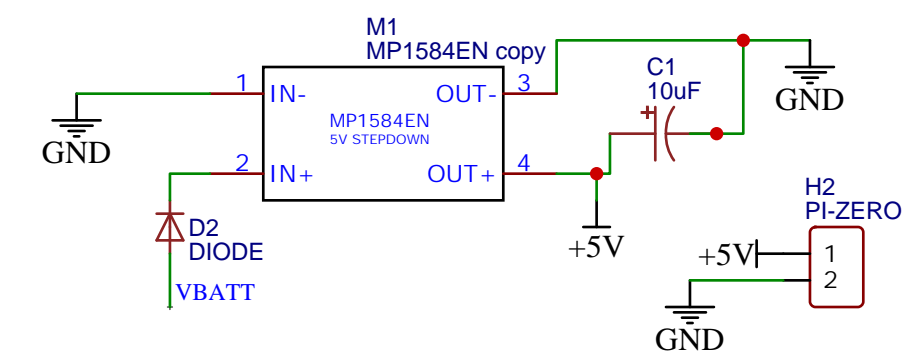 M1
MP1584EN copy
1
IN-
OUT-
3
MP1584EN
5V STEPDOWN
2
IN+
OUT+
4
GND
D2
DIODE
VBATT
C1
10uF
+
GND
+5V
H2
PI-ZERO
+5V
1
2
GND